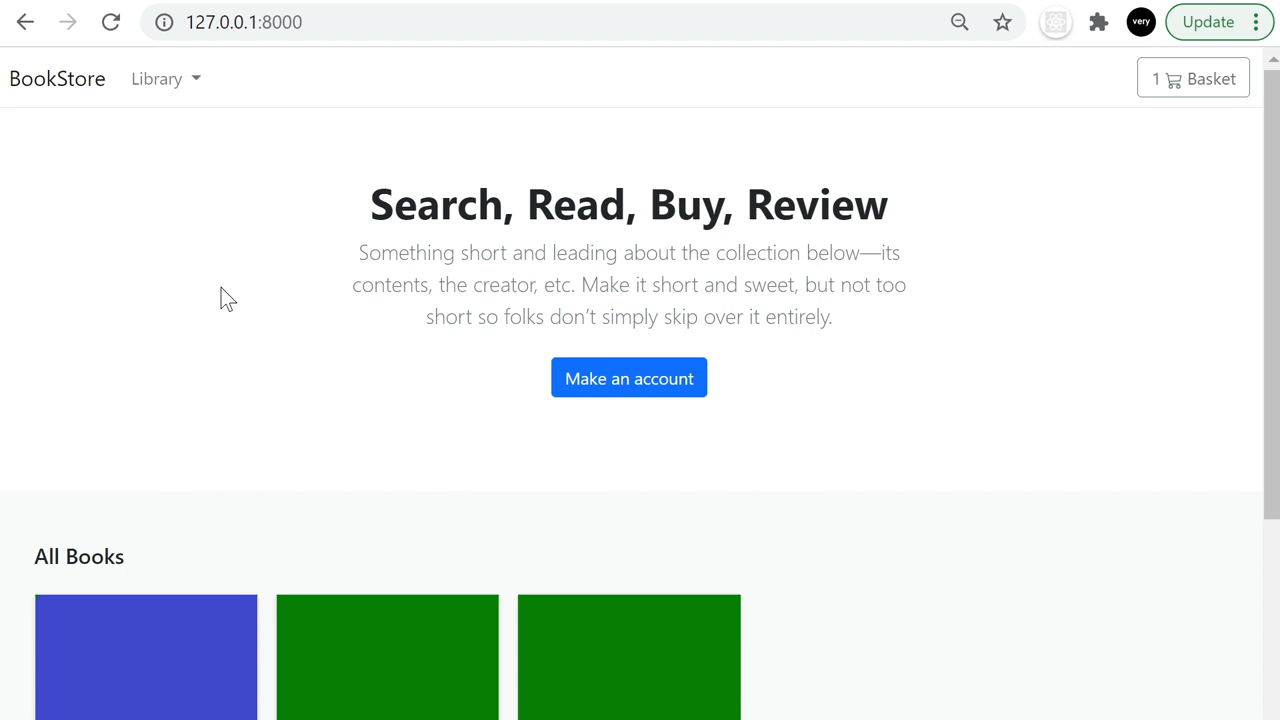 127.0.0.1:8000
very
Update
BookStore
Library
1 Basket
Search, Read, Buy, Review
Something short and leading about the collection below—its
contents, the creator, etc. Make it short and sweet, but not too
short so folks don’t simply skip over it entirely.
Make an account
All Books